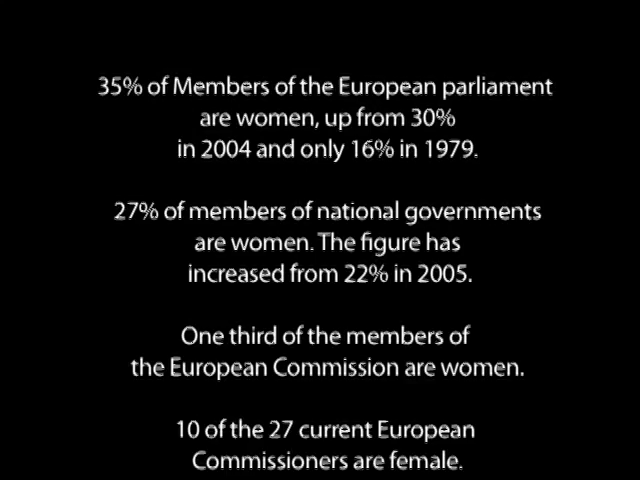 35% of Members of the European parliament
are women, up from 30%
in 2004 and only 16% in 1979.
27% of members of national governments
are women. The figure has
increased from 22% in 2005.
One third of the members of
the European Commission are women.
10 of the 27 current European
Commissioners are female.